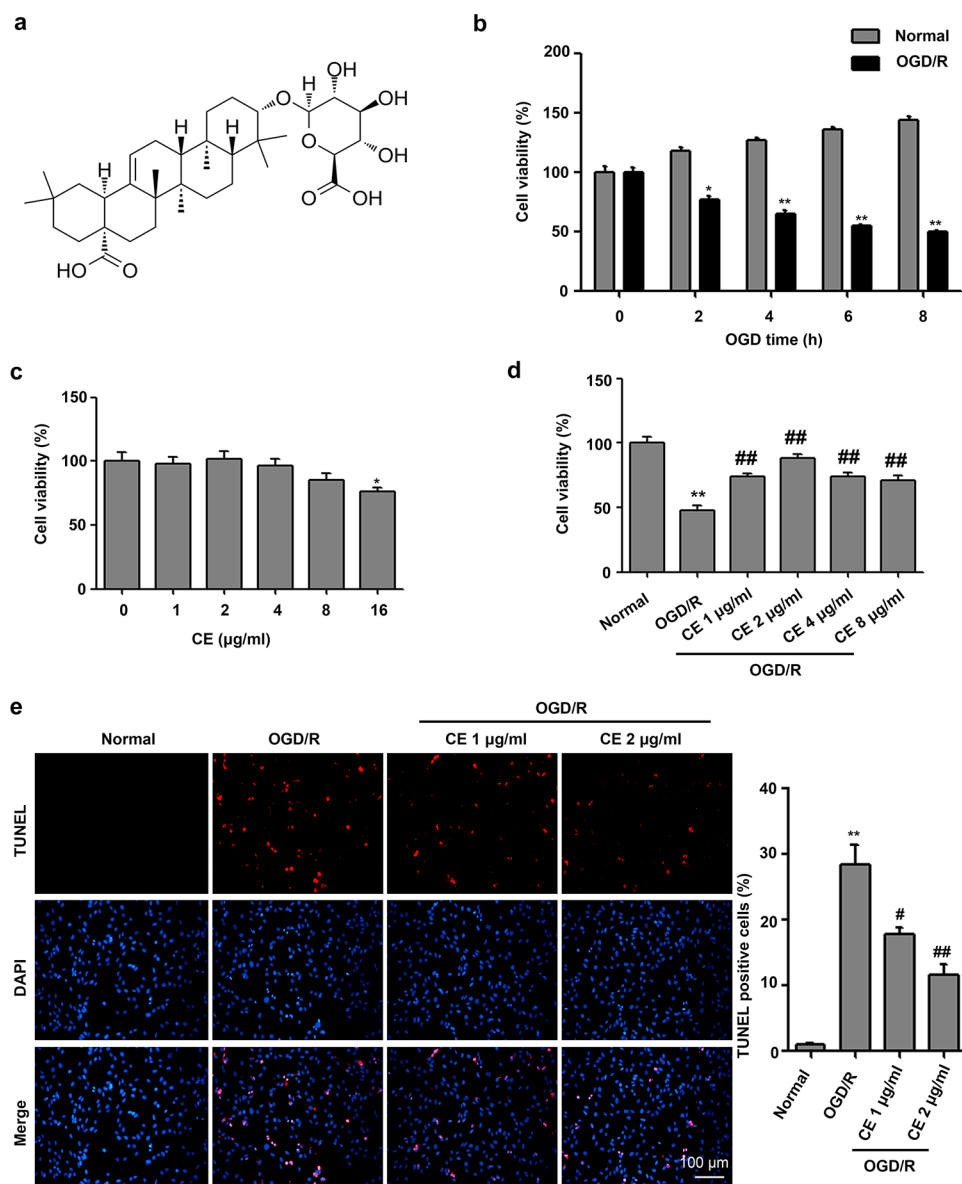 a
H
OH
O
OH
H
H
O
OH
H
O
OH
HO
O
b
Normal
OGD/R
Cell viability (%)
200
150
100
50
0
*
**
**
**
0
2
4
6
8
OGD time (h)
c
Cell viability (%)
150
100
50
0
*
0
1
2
4
8
16
CE (µg/ml)
d
Cell viability (%)
150
100
50
0
**
##
##
##
##
Normal
OGD/R
CE 1 µg/ml
CE 2 µg/ml
CE 4 µg/ml
CE 8 µg/ml
OGD/R
e
OGD/R
Normal
OGD/R
CE 1 µg/ml
CE 2 µg/ml
TUNEL
DAPI
Merge
100 µm
TUNEL positive cells (%)
40
30
20
10
0
**
#
##
Normal
OGD/R
CE 1 µg/ml
CE 2 µg/ml
OGD/R